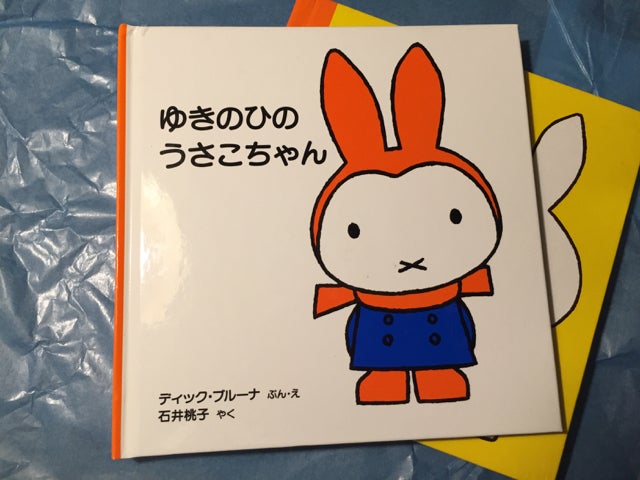 ゆきのひの
うさこちゃん
ディック・ブルーナ ぶん・え
石井桃子 やく